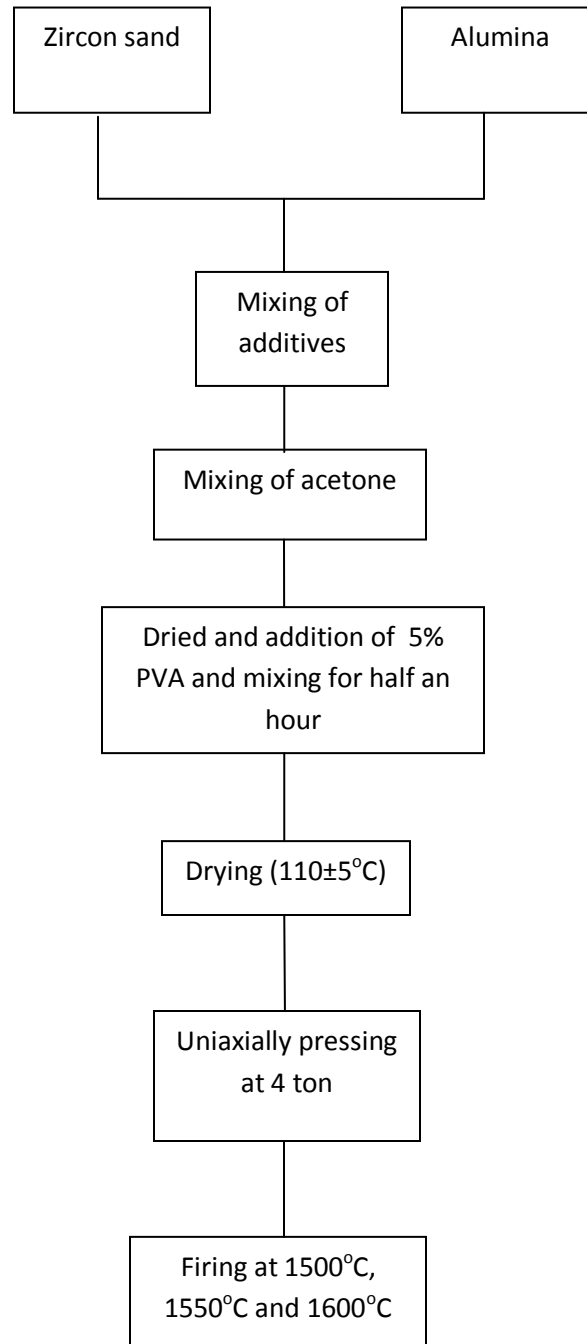 Zircon sand
Alumina
Mixing of
additives
Mixing of acetone
Dried and addition of 5%
PVA and mixing for half an
hour
Drying (110±5°C)
Uniaxially pressing
at 4 ton
Firing at 1500°C,
1550°C and 1600°C